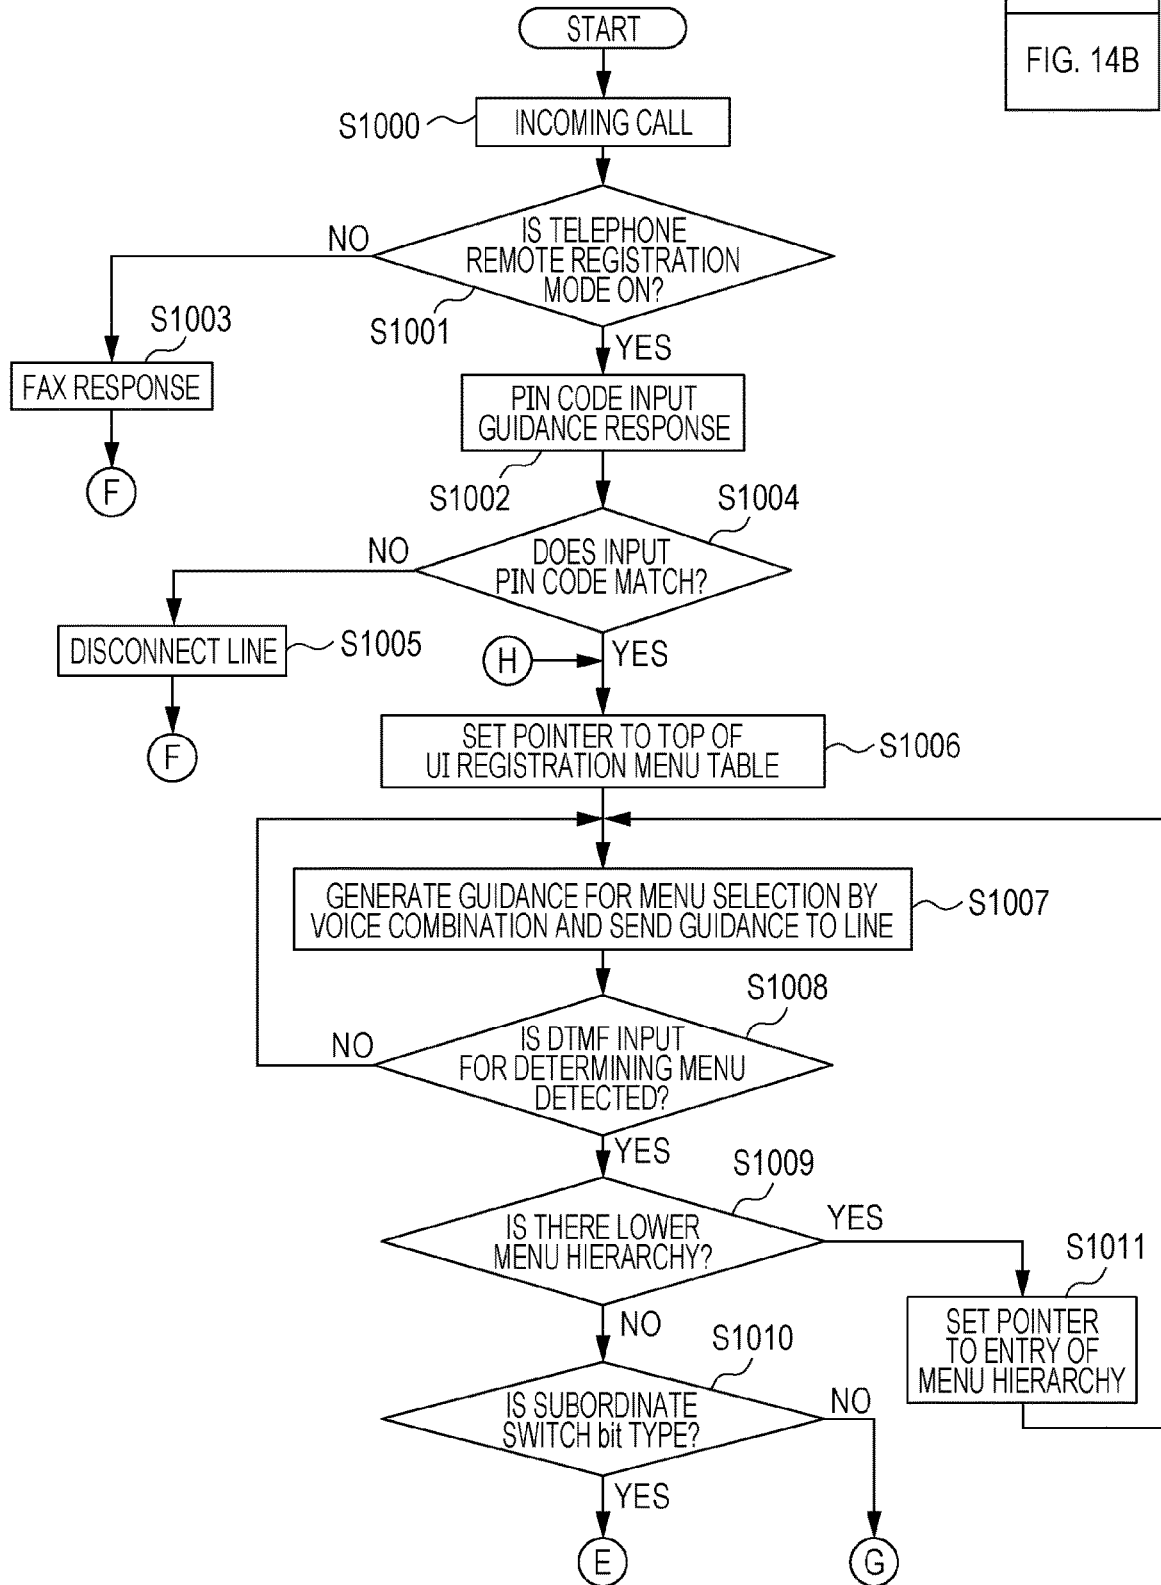 START
FIG. 14B
S1000
INCOMING CALL
IS TELEPHONE
REMOTE REGISTRATION
MODE ON?
NO
S1001
YES
S1003
FAX RESPONSE
F
PIN CODE INPUT
GUIDANCE RESPONSE
S1002
S1004
DOES INPUT
PIN CODE MATCH?
NO
DISCONNECT LINE
S1005
F
H
YES
SET POINTER TO TOP OF
UI REGISTRATION MENU TABLE
S1006
GENERATE GUIDANCE FOR MENU SELECTION BY
VOICE COMBINATION AND SEND GUIDANCE TO LINE
S1007
S1008
IS DTMF INPUT
FOR DETERMINING MENU
DETECTED?
NO
YES
S1009
IS THERE LOWER
MENU HIERARCHY?
YES
S1011
SET POINTER
TO ENTRY OF
MENU HIERARCHY
NO
S1010
IS SUBORDINATE
SWITCH bit TYPE?
NO
YES
E
G